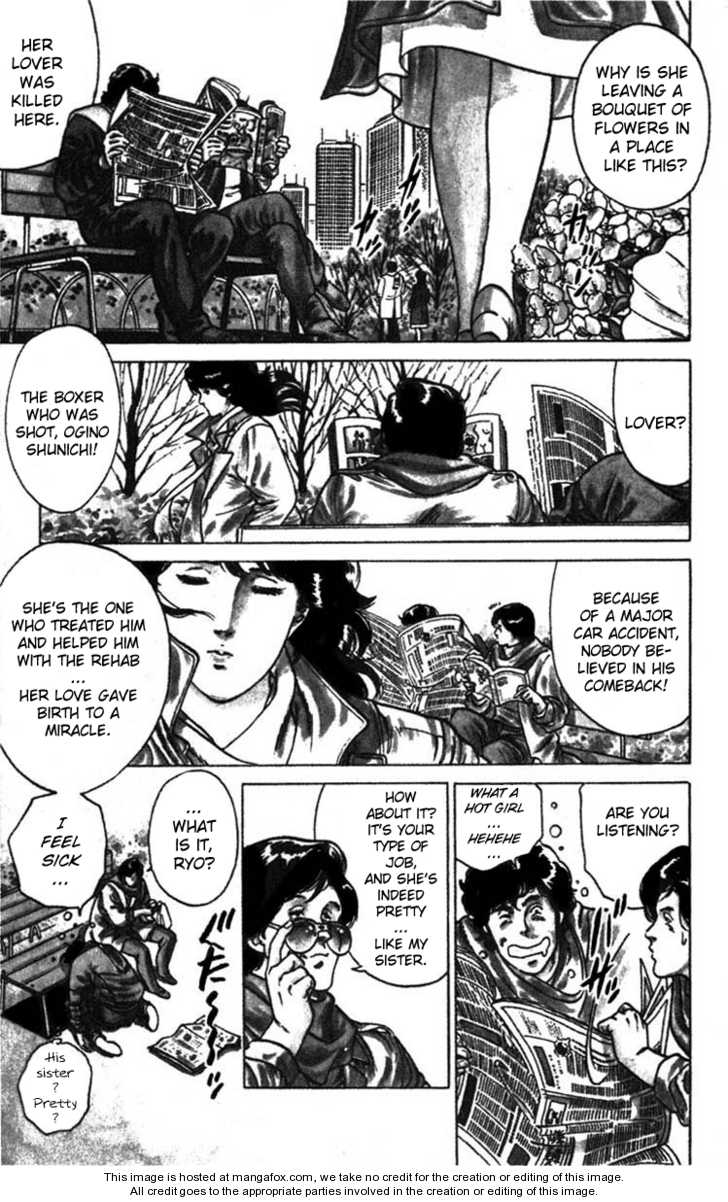 WHY IS SHE
LEAVING A
BOUQUET OF
FLOWERS IN
A PLACE
LIKE THIS?
HER
LOVER
WAS
KILLED
HERE.
LOVER?
THE BOXER
WHO WAS
SHOT, OGINO
SHUNICHI!
BECAUSE
OF A MAJOR
CAR ACCIDENT,
NOBODY BE-
LIEVED IN HIS
COMEBACK!
SHE'S THE ONE
WHO TREATED HIM
AND HELPED HIM
WITH THE REHAB
...
HER LOVE GAVE
BIRTH TO A
MIRACLE.
ARE YOU
LISTENING?
WHAT A
HOT GIRL
...
HEHEHE
...
HOW
ABOUT IT?
IT'S YOUR
TYPE OF
JOB,
AND SHE'S
INDEED
PRETTY
...
LIKE MY
SISTER.
...
WHAT
IS IT,
RYO?
I
FEEL
SICK
...
His
sister
?
Pretty
?
This image is hosted at mangafox.com, we take no credit for the creation or editing of this image.
All credit goes to the appropriate parties involved in the creation or editing of this image.